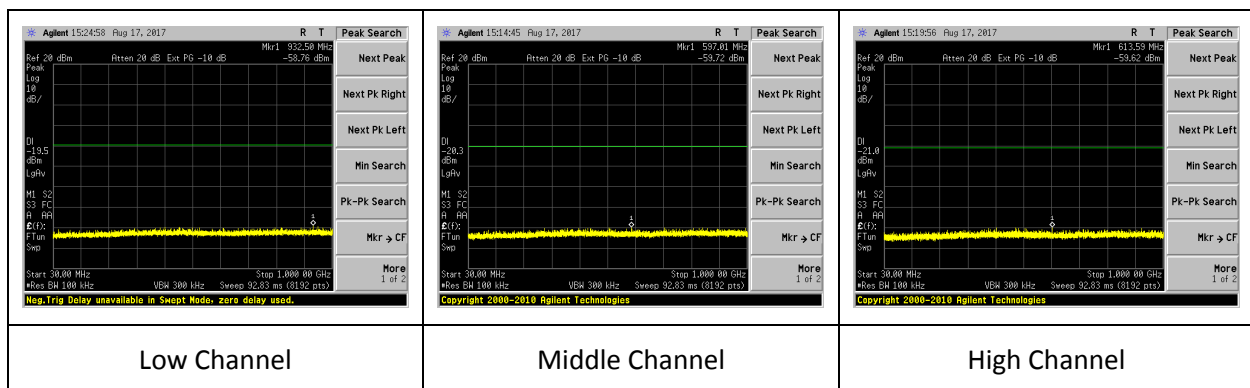 Agilent 15:24:58 Aug 17, 2017 R T Peak Search
Mkr1 932.50 MHz
Ref 20 dBm Atten 20 dB Ext PG -10 dB -58.76 dBm
Peak
Log
10
dB/
DI
-19.5
dBm
LgAv
M1 S2
S3 FC
A AA
£(f):
FTun
Swp
1
Start 30.00 MHz Stop 1.000 00 GHz
#Res BW 100 kHz VBW 300 kHz Sweep 92.83 ms (8192 pts)
Neg.Trig Delay unavailable in Swept Mode, zero delay used.
Next Peak
Next Pk Right
Next Pk Left
Min Search
Pk-Pk Search
Mkr → CF
More
1 of 2
Agilent 15:14:45 Aug 17, 2017 R T Peak Search
Mkr1 597.01 MHz
Ref 20 dBm Atten 20 dB Ext PG -10 dB -59.72 dBm
Peak
Log
10
dB/
DI
-20.3
dBm
LgAv
M1 S2
S3 FC
A AA
£(f):
FTun
Swp
1
Start 30.00 MHz Stop 1.000 00 GHz
#Res BW 100 kHz VBW 300 kHz Sweep 92.83 ms (8192 pts)
Copyright 2000-2010 Agilent Technologies
Next Peak
Next Pk Right
Next Pk Left
Min Search
Pk-Pk Search
Mkr → CF
More
1 of 2
Agilent 15:19:56 Aug 17, 2017 R T Peak Search
Mkr1 613.59 MHz
Ref 20 dBm Atten 20 dB Ext PG -10 dB -59.62 dBm
Peak
Log
10
dB/
DI
-21.0
dBm
LgAv
M1 S2
S3 FC
A AA
£(f):
FTun
Swp
1
Start 30.00 MHz Stop 1.000 00 GHz
#Res BW 100 kHz VBW 300 kHz Sweep 92.83 ms (8192 pts)
Copyright 2000-2010 Agilent Technologies
Next Peak
Next Pk Right
Next Pk Left
Min Search
Pk-Pk Search
Mkr → CF
More
1 of 2
Low Channel
Middle Channel
High Channel